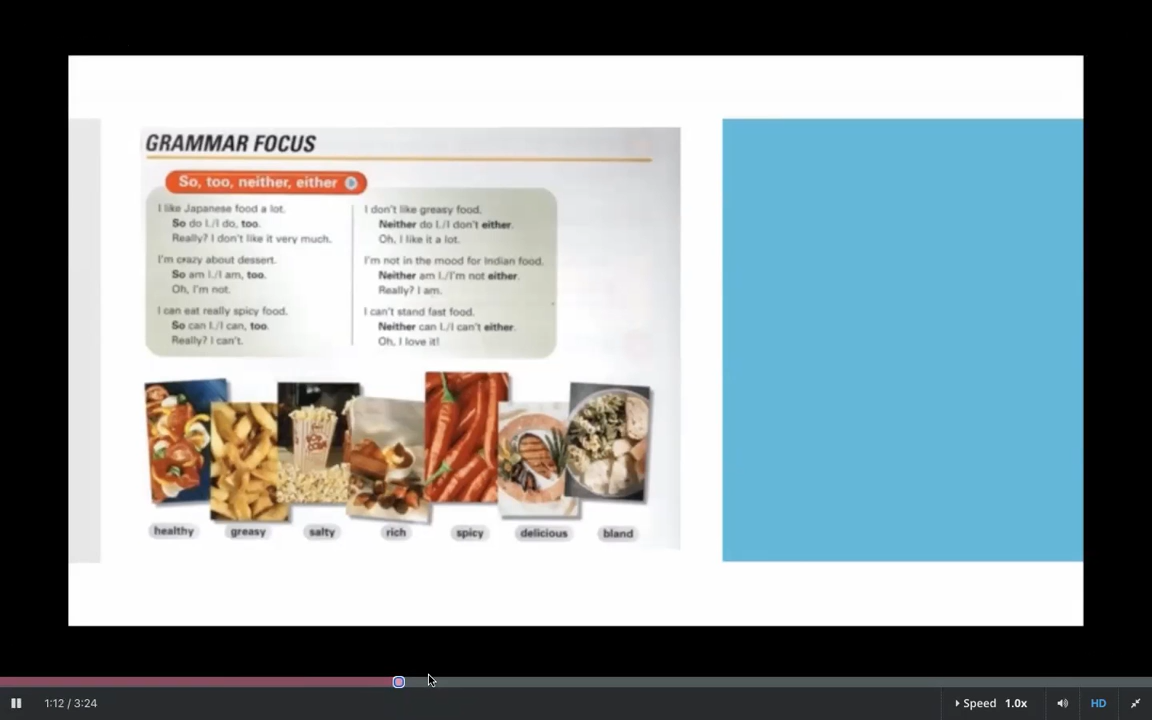 GRAMMAR FOCUS
So, too, neither, either
I like Japanese food a lot.
So do I./I do, too.
Really? I don't like it very much.
I'm crazy about dessert.
So am I./I am, too.
Oh, I'm not.
I can eat really spicy food.
So can I./I can, too.
Really? I can't.
I don't like greasy food.
Neither do I./I don't either.
Oh, I like it a lot.
I'm not in the mood for Indian food.
Neither am I./I'm not either.
Really? I am.
I can't stand fast food.
Neither can I./I can't either.
Oh, I love it!
POP
CORN
healthy greasy salty rich spicy delicious bland
1:12 / 3:24
Speed 1.0x
HD